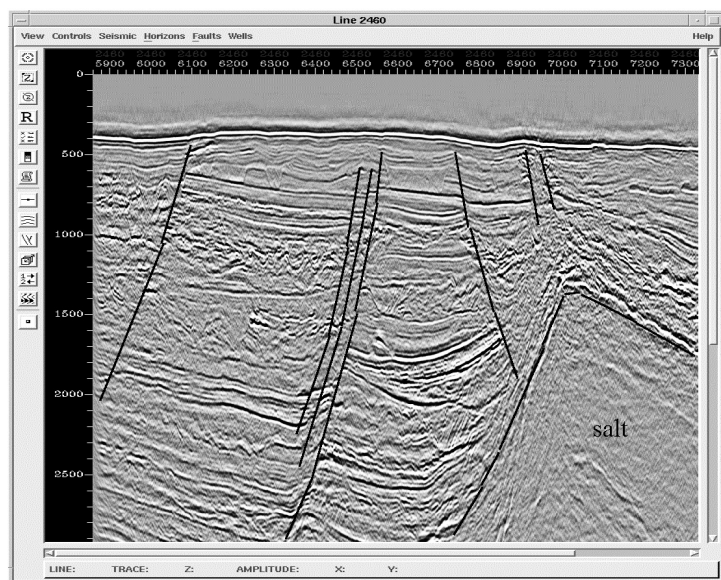 Line 2460
View Controls Seismic Horizons Faults Wells Help
2460 2460 2460 2460 2460 2460 2460 2460 2460 2460 2460 2460 2460 2460 2460
5900 6000 6100 6200 6300 6400 6500 6600 6700 6800 6900 7000 7100 7200 7300
0
R
500
1000
1500
2000
salt
2500
LINE: TRACE: Z: AMPLITUDE: X: Y: